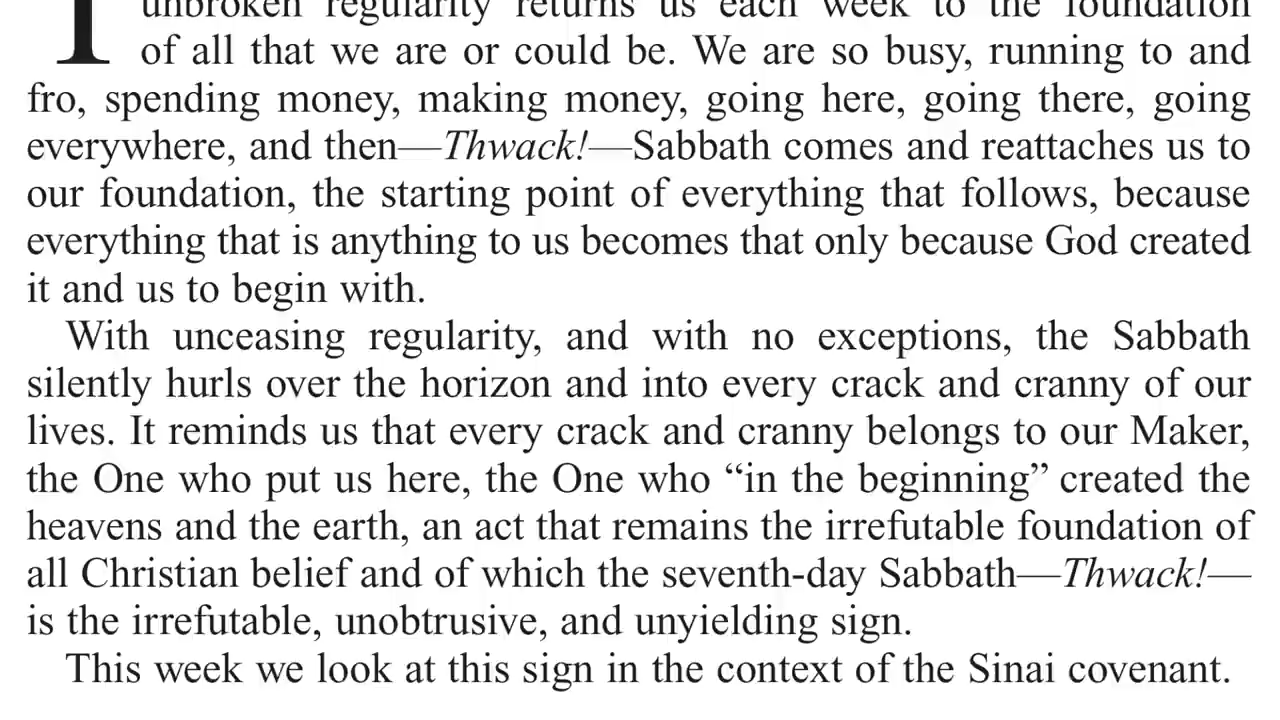 unbroken regularity returns us each week to the foundation
of all that we are or could be. We are so busy, running to and
fro, spending money, making money, going here, going there, going
everywhere, and then—Thwack!—Sabbath comes and reattaches us to
our foundation, the starting point of everything that follows, because
everything that is anything to us becomes that only because God created
it and us to begin with.
With unceasing regularity, and with no exceptions, the Sabbath
silently hurls over the horizon and into every crack and cranny of our
lives. It reminds us that every crack and cranny belongs to our Maker,
the One who put us here, the One who “in the beginning” created the
heavens and the earth, an act that remains the irrefutable foundation of
all Christian belief and of which the seventh-day Sabbath—Thwack!—
is the irrefutable, unobtrusive, and unyielding sign.
This week we look at this sign in the context of the Sinai covenant.